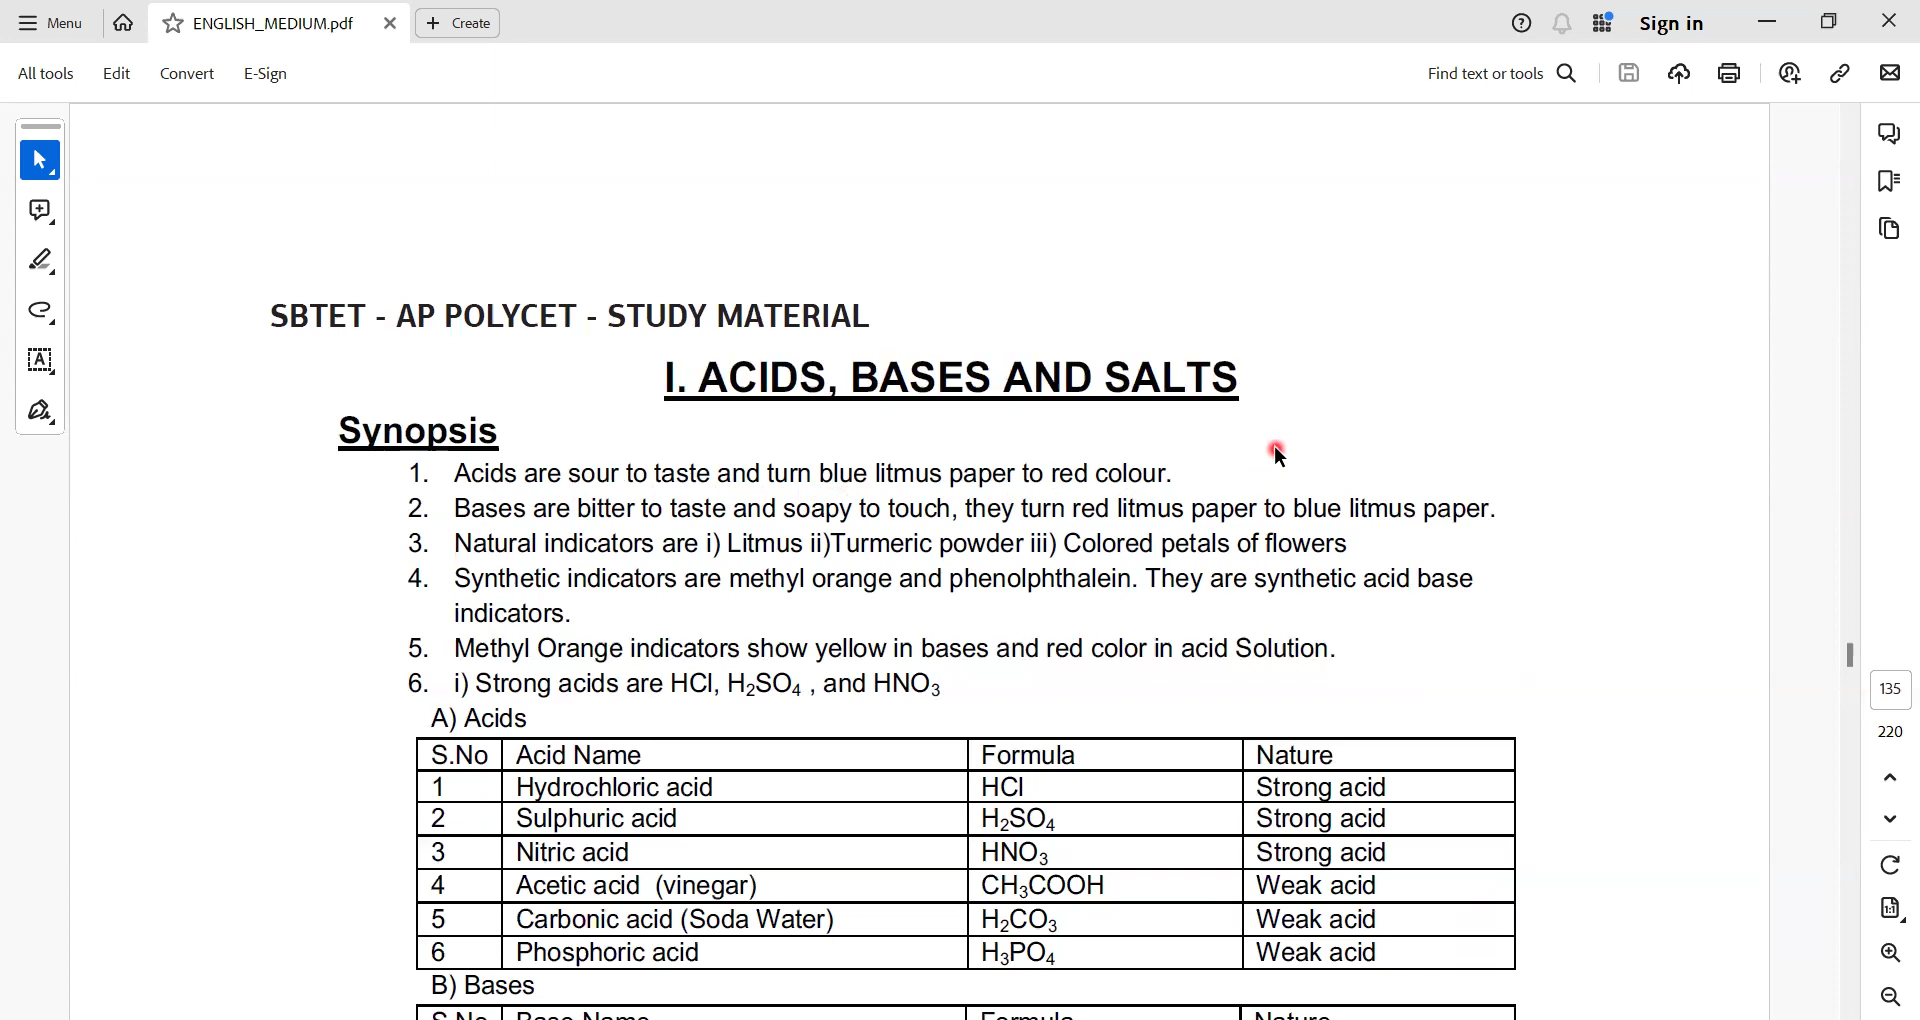 Menu
ENGLISH_MEDIUM.pdf
Create
Sign in
All tools Edit Convert E-Sign
Find text or tools
SBTET - AP POLYCET - STUDY MATERIAL
I. ACIDS, BASES AND SALTS
Synopsis
1. Acids are sour to taste and turn blue litmus paper to red colour.
2. Bases are bitter to taste and soapy to touch, they turn red litmus paper to blue litmus paper.
3. Natural indicators are i) Litmus ii)Turmeric powder iii) Colored petals of flowers
4. Synthetic indicators are methyl orange and phenolphthalein. They are synthetic acid base
indicators.
5. Methyl Orange indicators show yellow in bases and red color in acid Solution.
6. i) Strong acids are HCl, H₂SO₄ , and HNO₃
A) Acids
S.No Acid Name Formula Nature
1 Hydrochloric acid HCl Strong acid
2 Sulphuric acid H₂SO₄ Strong acid
3 Nitric acid HNO₃ Strong acid
4 Acetic acid (vinegar) CH₃COOH Weak acid
5 Carbonic acid (Soda Water) H₂CO₃ Weak acid
6 Phosphoric acid H₃PO₄ Weak acid
B) Bases
S.No Base Name Formula Nature
135
220